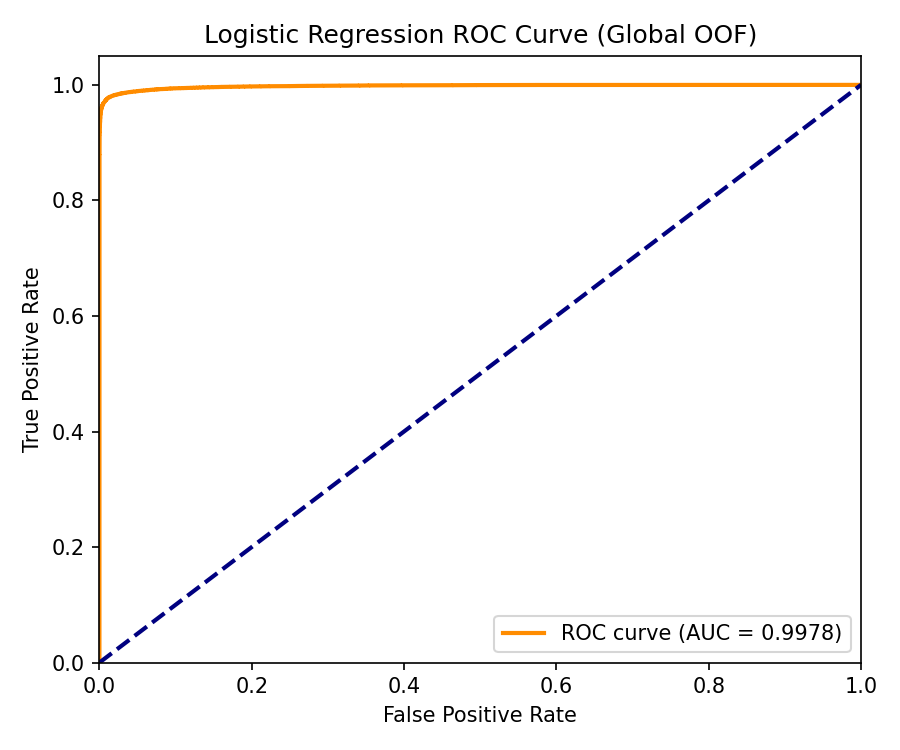 Logistic Regression ROC Curve (Global OOF)
True Positive Rate
1.0
0.8
0.6
0.4
0.2
0.0
0.0 0.2 0.4 0.6 0.8 1.0
False Positive Rate
ROC curve (AUC = 0.9978)